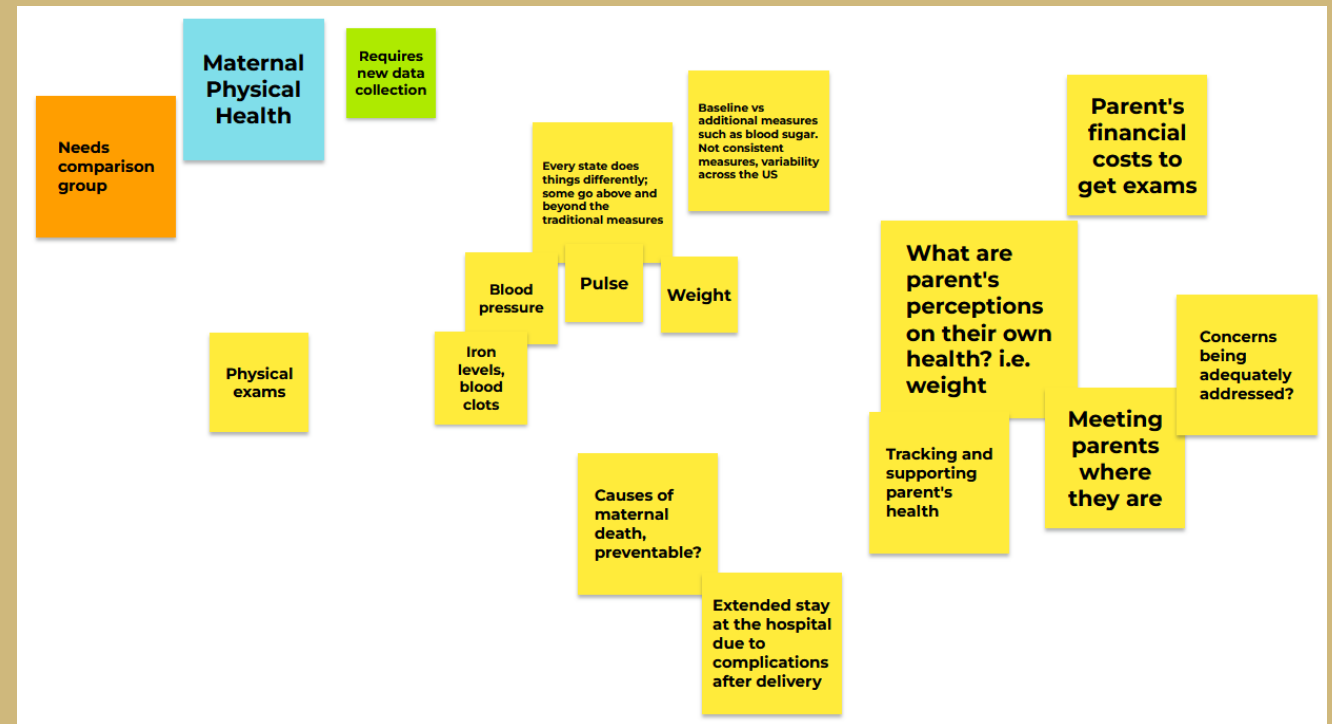 Maternal
Physical
Health
Requires
new data
collection
Needs
comparison
group
Baseline vs
additional measures
such as blood sugar.
Not consistent
measures, variability
across the US
Parent's
financial
costs to
get exams
Every state does
things differently;
some go above and
beyond the
traditional measures
Blood
pressure
Pulse
Weight
What are
parent's
perceptions
on their own
health? i.e.
weight
Concerns
being
adequately
addressed?
Physical
exams
Iron
levels,
blood
clots
Meeting
parents
where
they are
Tracking and
supporting
parent's
health
Causes of
maternal
death,
preventable?
Extended stay
at the hospital
due to
complications
after delivery